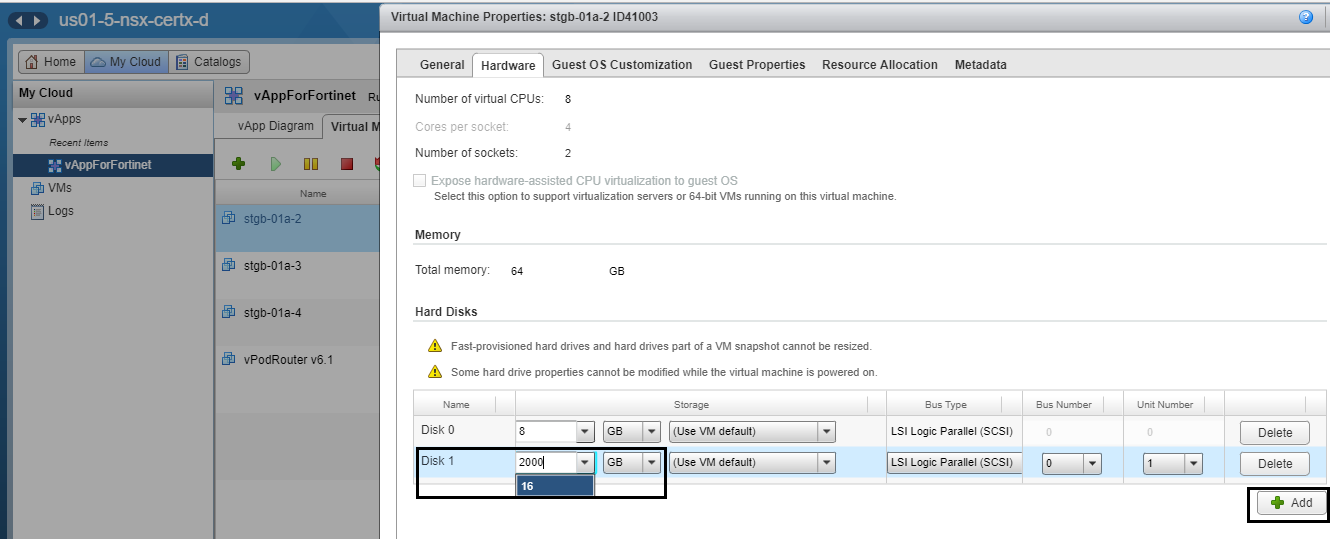 us01-5-nsx-certx-d
Home My Cloud Catalogs
My Cloud
vApps
Recent Items
vAppForFortinet
VMs
Logs
vAppForFortinet Ru
vApp Diagram Virtual M
Name
stgb-01a-2
stgb-01a-3
stgb-01a-4
vPodRouter v6.1
Virtual Machine Properties: stgb-01a-2 ID41003
?
General Hardware Guest OS Customization Guest Properties Resource Allocation Metadata
Number of virtual CPUs: 8
Cores per socket: 4
Number of sockets: 2
Expose hardware-assisted CPU virtualization to guest OS
Select this option to support virtualization servers or 64-bit VMs running on this virtual machine.
Memory
Total memory: 64 GB
Hard Disks
Fast-provisioned hard drives and hard drives part of a VM snapshot cannot be resized.
Some hard drive properties cannot be modified while the virtual machine is powered on.
Name Storage Bus Type Bus Number Unit Number
Disk 0 8 GB (Use VM default) LSI Logic Parallel (SCSI) 0 0 Delete
Disk 1 2000 GB (Use VM default) LSI Logic Parallel (SCSI) 0 1 Delete
16
Add